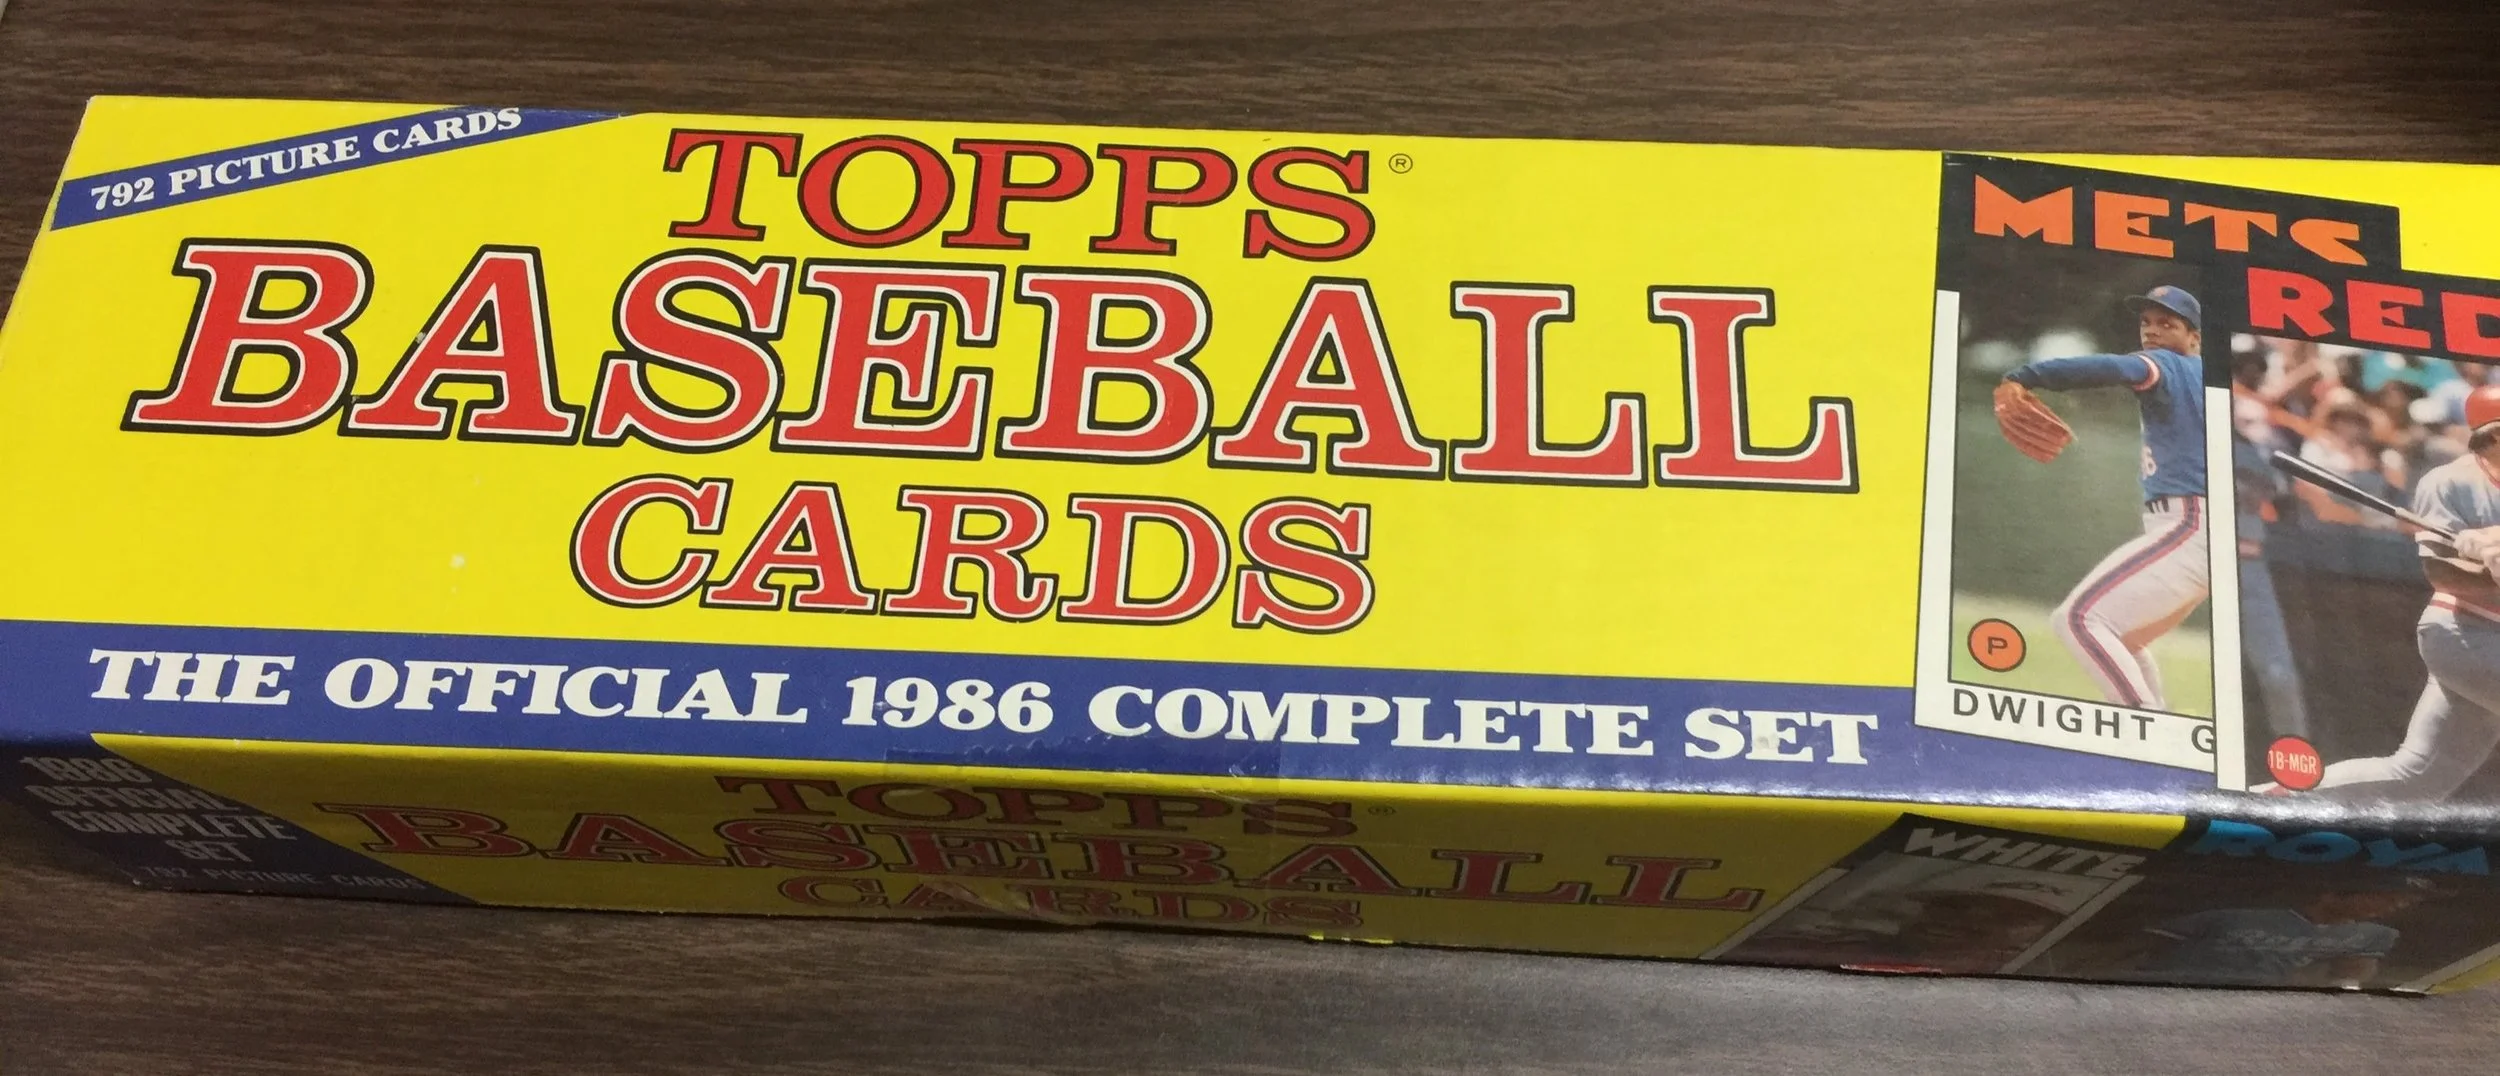 792 PICTURE CARDS
TOPPS®
BASEBALL
CARDS
THE OFFICIAL 1986 COMPLETE SET
METS
RED
P
DWIGHT G
1B-MGR
1986
OFFICIAL
COMPLETE
SET
792 PICTURE CARDS
TOPPS®
BASEBALL
CARDS
WHITE
ROYA